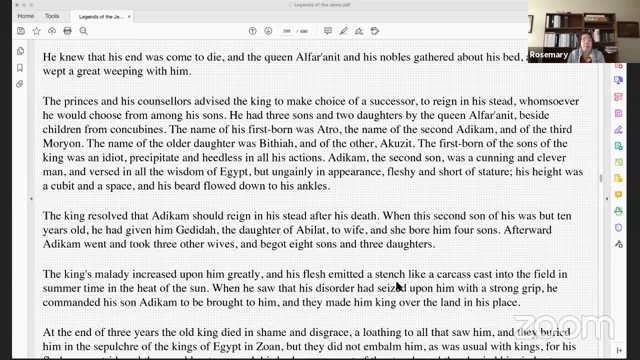 Legends of the Jews.pdf
Home
Tools
Legends of the Je...
×
Rosemary
He knew that his end was come to die, and the queen Alfar'anit and his nobles gathered about his bed,
wept a great weeping with him.
The princes and his counsellors advised the king to make choice of a successor, to reign in his stead, whomsoever
he would choose from among his sons. He had three sons and two daughters by the queen Alfar'anit, beside
children from concubines. The name of his first-born was Atro, the name of the second Adikam, and of the third
Moryon. The name of the older daughter was Bithiah, and of the other, Akuzit. The first-born of the sons of the
king was an idiot, precipitate and heedless in all his actions. Adikam, the second son, was a cunning and clever
man, and versed in all the wisdom of Egypt, but ungainly in appearance, fleshy and short of stature; his height
was a cubit and a space, and his beard flowed down to his ankles.
The king resolved that Adikam should reign in his stead after his death. When this second son of his was but ten
years old, he had given him Gedidah, the daughter of Abilat, to wife, and she bore him four sons. Afterward
Adikam went and took three other wives, and begot eight sons and three daughters.
The king's malady increased upon him greatly, and his flesh emitted a stench like a carcass cast into the field in
summer time in the heat of the sun. When he saw that his disorder had seized upon him with a strong grip, he
commanded his son Adikam to be brought to him, and they made him king over the land in his place.
At the end of three years the old king died in shame and disgrace, a loathing to all that saw him, and they buried
him in the sepulchre of the kings of Egypt in Zoan, but they did not embalm him, as was usual with kings, for his
zoom